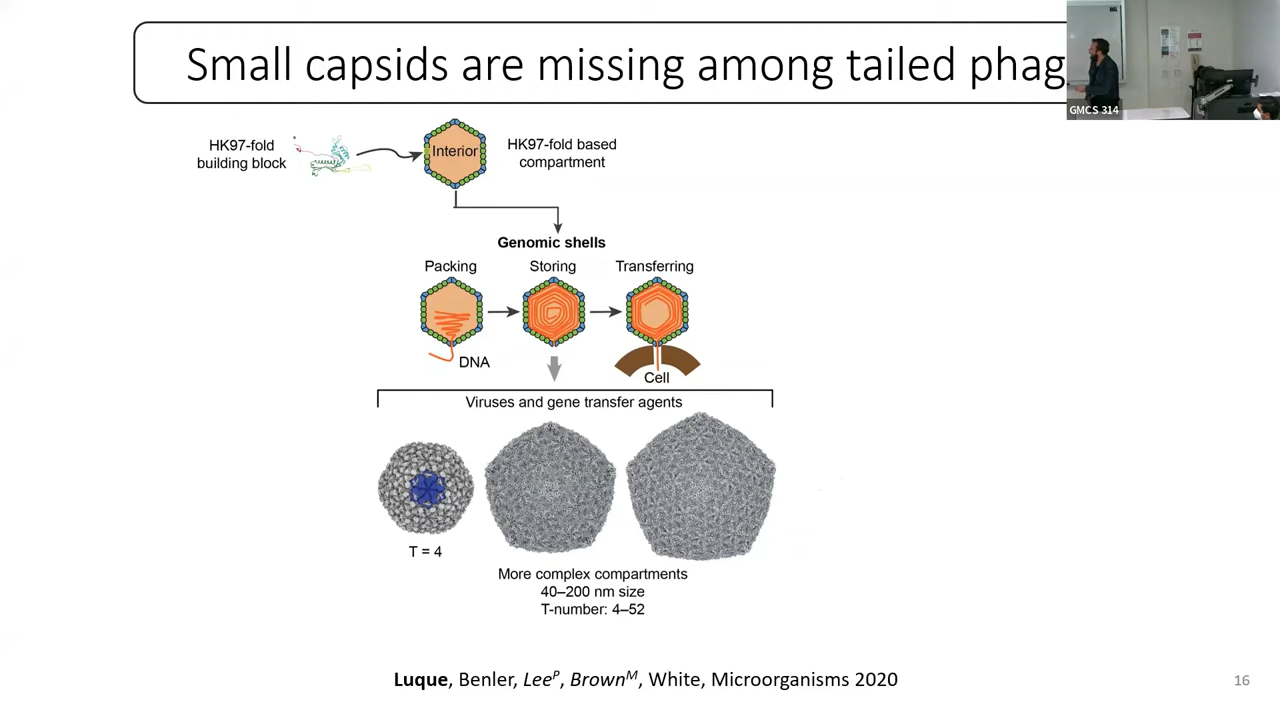 Small capsids are missing among tailed phag
GMCS 314
HK97-fold
building block
Interior
HK97-fold based
compartment
Genomic shells
Packing
Storing
Transferring
DNA
Cell
Viruses and gene transfer agents
T = 4
More complex compartments
40–200 nm size
T-number: 4–52
Luque, Benler, Leeᴾ, Brownᴹ, White, Microorganisms 2020
16